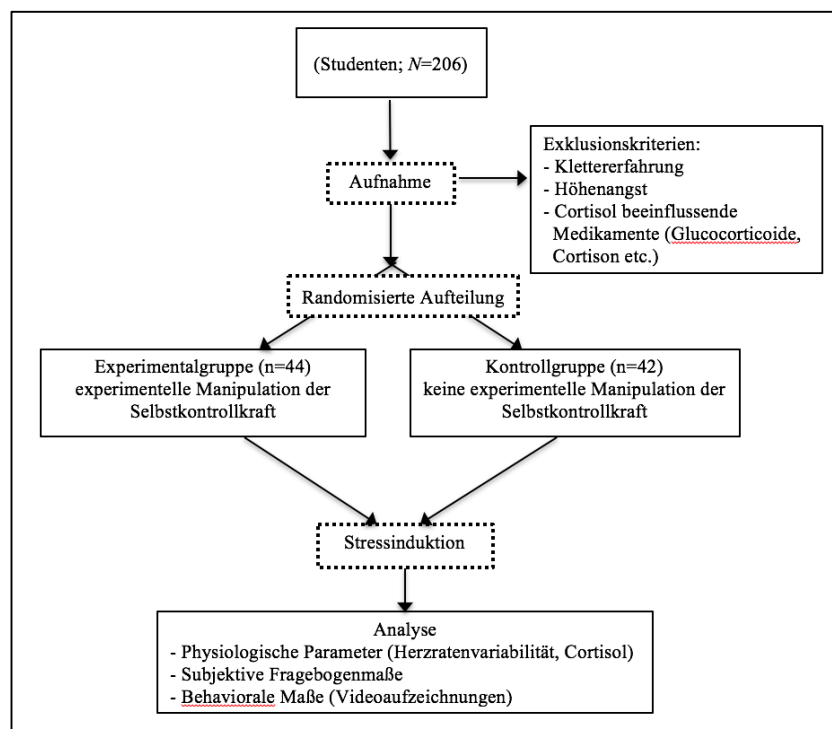 (Studenten; N=206)
Aufnahme
Exklusionskriterien:
- Klettererfahrung
- Höhenangst
- Cortisol beeinflussende
Medikamente (Glucocorticoide,
Cortison etc.)
Randomisierte Aufteilung
Experimentalgruppe (n=44)
experimentelle Manipulation der
Selbstkontrollkraft
Kontrollgruppe (n=42)
keine experimentelle Manipulation der
Selbstkontrollkraft
Stressinduktion
Analyse
- Physiologische Parameter (Herzratenvariabilität, Cortisol)
- Subjektive Fragebogenmaße
- Behaviorale Maße (Videoaufzeichnungen)